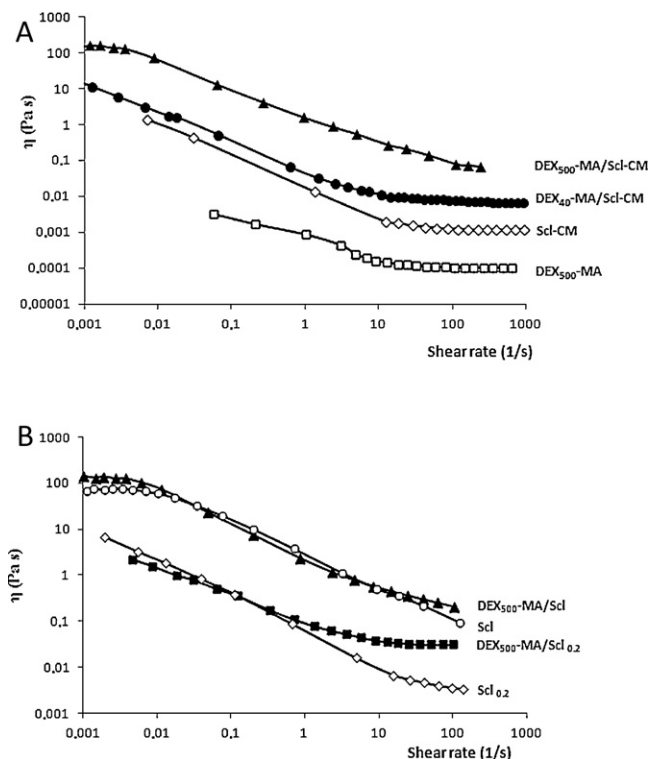 A
η (Pa s)
1000
100
10
1
0,1
0,01
0,001
0,0001
0,00001
0,001 0,01 0,1 1 10 100 1000
Shear rate (1/s)
DEX500-MA/Scl-CM
DEX40-MA/Scl-CM
Scl-CM
DEX500-MA
B
η (Pa s)
1000
100
10
1
0,1
0,01
0,001
0,001 0,01 0,1 1 10 100 1000
Shear rate (1/s)
DEX500-MA/Scl
Scl
DEX500-MA/Scl 0.2
Scl 0.2